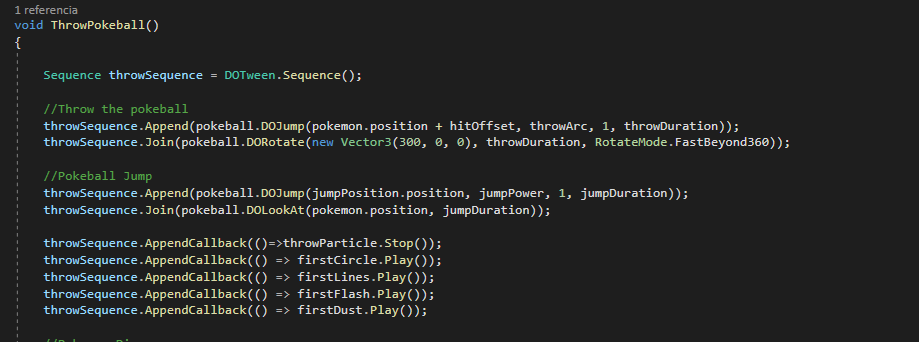 1 referencia
void ThrowPokeball()
{
Sequence throwSequence = DOTween.Sequence();
//Throw the pokeball
throwSequence.Append(pokeball.DOJump(pokemon.position + hitOffset, throwArc, 1, throwDuration));
throwSequence.Join(pokeball.DORotate(new Vector3(300, 0, 0), throwDuration, RotateMode.FastBeyond360));
//Pokeball Jump
throwSequence.Append(pokeball.DOJump(jumpPosition.position, jumpPower, 1, jumpDuration));
throwSequence.Join(pokeball.DOLookAt(pokemon.position, jumpDuration));
throwSequence.AppendCallback(()=>throwParticle.Stop());
throwSequence.AppendCallback(() => firstCircle.Play());
throwSequence.AppendCallback(() => firstLines.Play());
throwSequence.AppendCallback(() => firstFlash.Play());
throwSequence.AppendCallback(() => firstDust.Play());